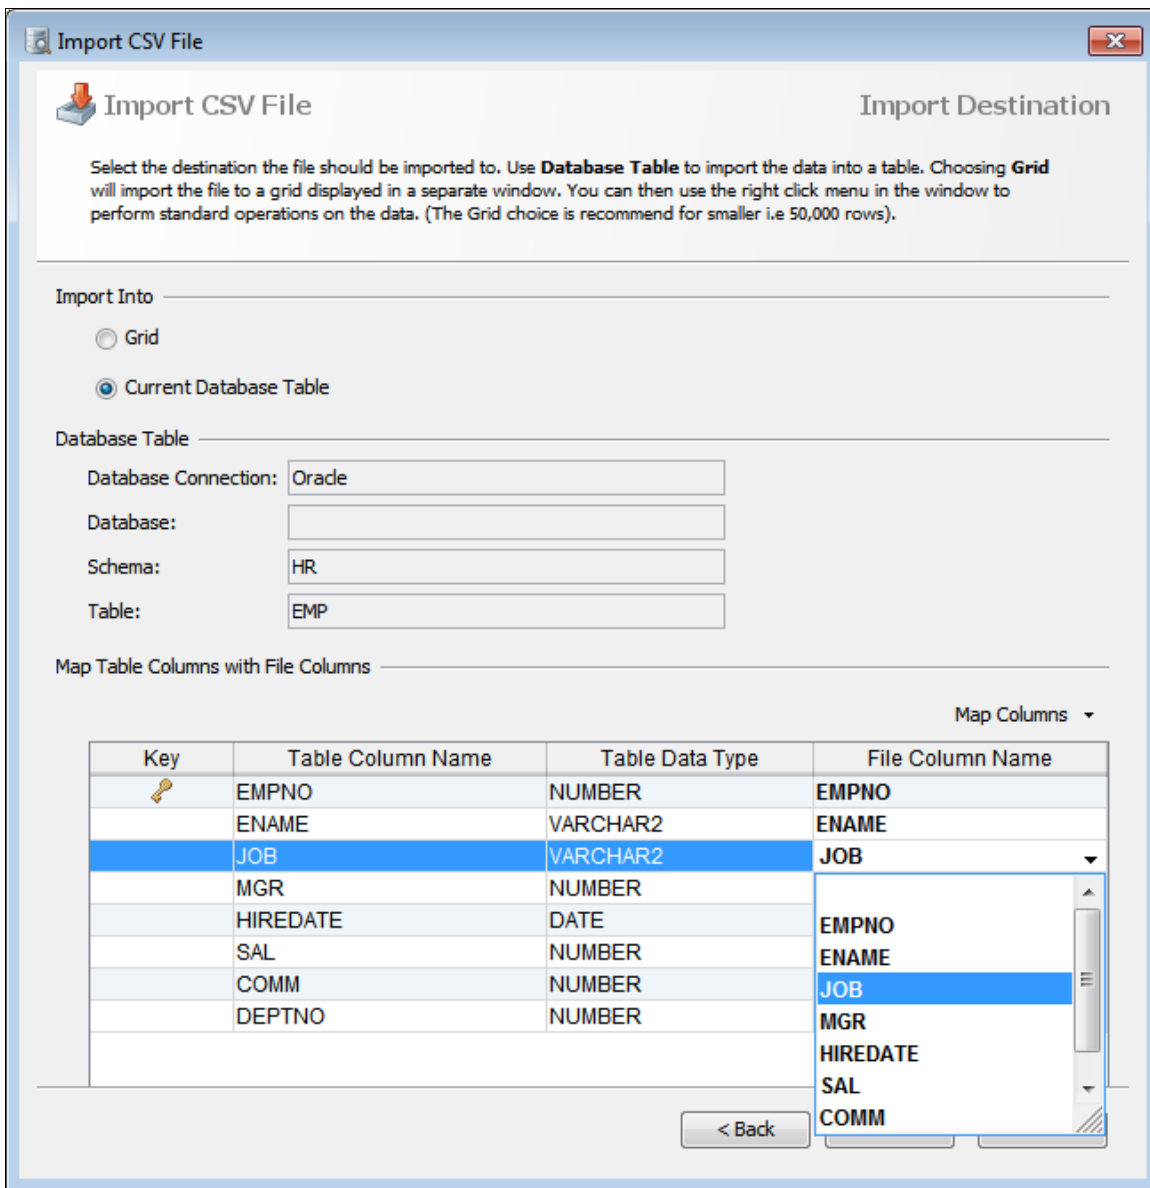 Import CSV File
Import CSV File
Import Destination
Select the destination the file should be imported to. Use Database Table to import the data into a table. Choosing Grid
will import the file to a grid displayed in a separate window. You can then use the right click menu in the window to
perform standard operations on the data. (The Grid choice is recommend for smaller i.e 50,000 rows).
Import Into
Grid
Current Database Table
Database Table
Database Connection: Oracle
Database:
Schema: HR
Table: EMP
Map Table Columns with File Columns
Map Columns
Key Table Column Name Table Data Type File Column Name
EMPNO NUMBER EMPNO
ENAME VARCHAR2 ENAME
JOB VARCHAR2 JOB
MGR NUMBER
HIREDATE DATE
SAL NUMBER
COMM NUMBER
DEPTNO NUMBER
EMPNO
ENAME
JOB
MGR
HIREDATE
SAL
COMM
< Back